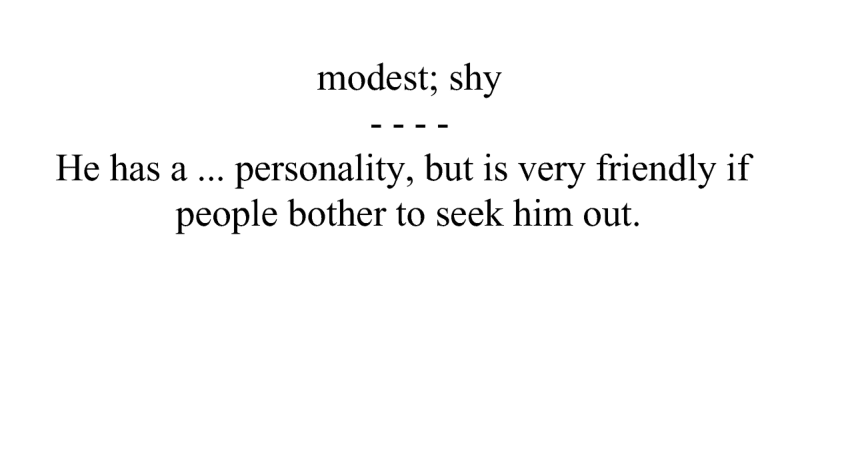 modest; shy
- - - -
He has a ... personality, but is very friendly if
people bother to seek him out.